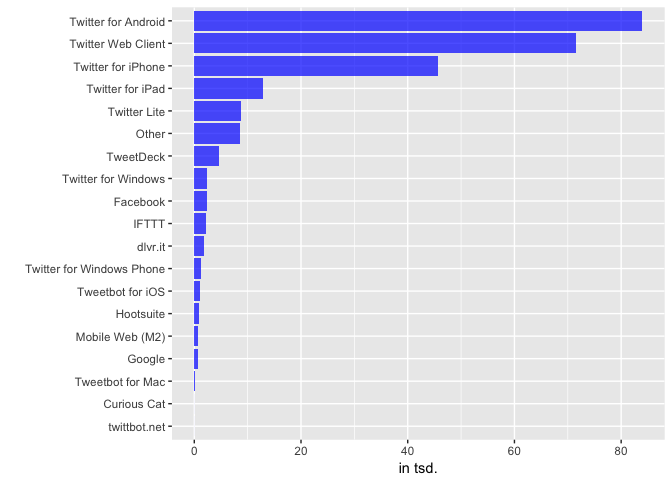 Twitter for Android
Twitter Web Client
Twitter for iPhone
Twitter for iPad
Twitter Lite
Other
TweetDeck
Twitter for Windows
Facebook
IFTTT
dlvr.it
Twitter for Windows Phone
Tweetbot for iOS
Hootsuite
Mobile Web (M2)
Google
Tweetbot for Mac
Curious Cat
twittbot.net
0 20 40 60 80
in tsd.